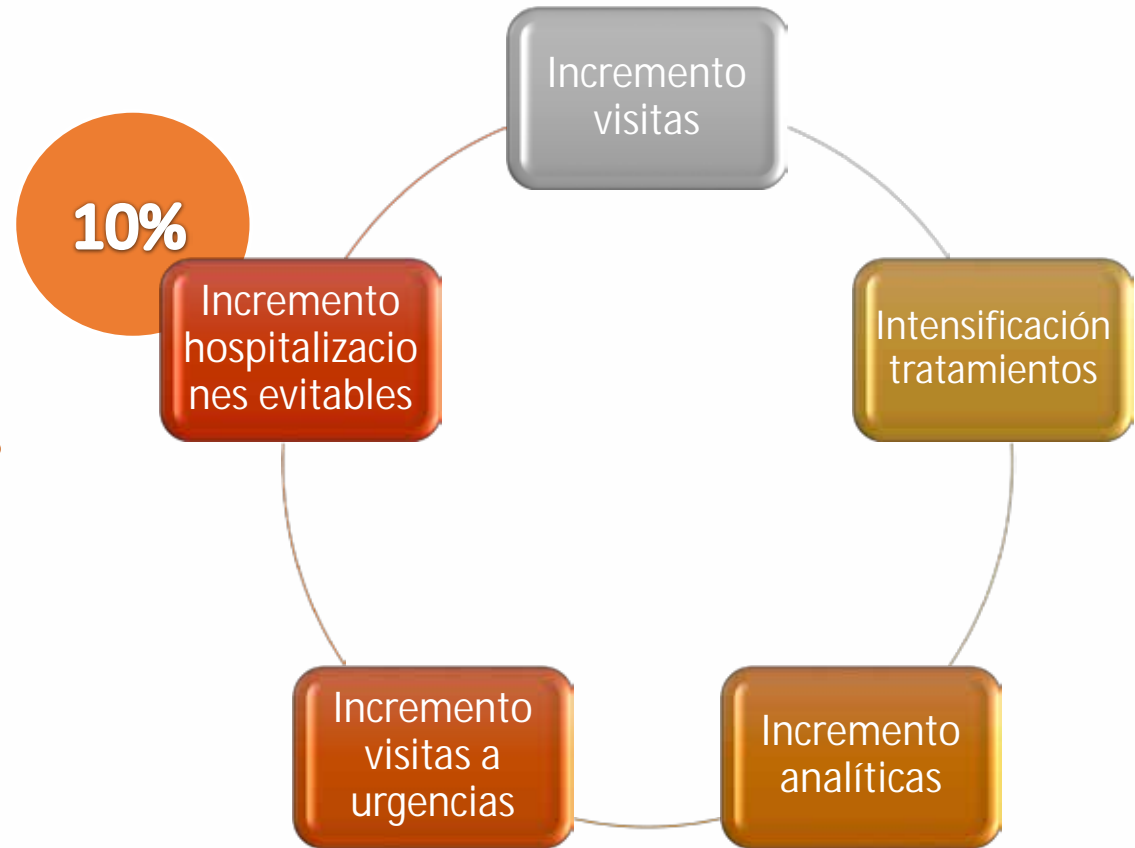 Incremento
visitas
10%
Incremento
hospitalizacio
nes evitables
Intensificación
tratamientos
Incremento
visitas a
urgencias
Incremento
analíticas